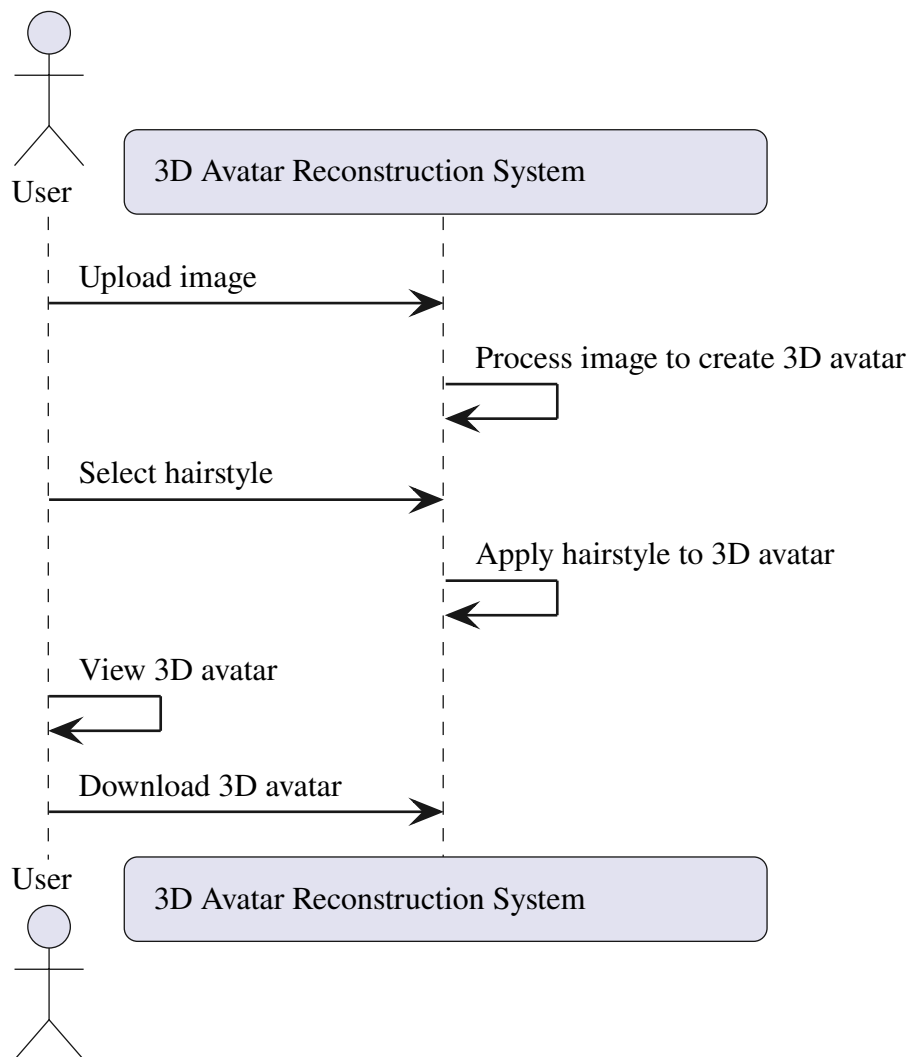 User
3D Avatar Reconstruction System
Upload image
Process image to create 3D avatar
Select hairstyle
Apply hairstyle to 3D avatar
View 3D avatar
Download 3D avatar
User
3D Avatar Reconstruction System